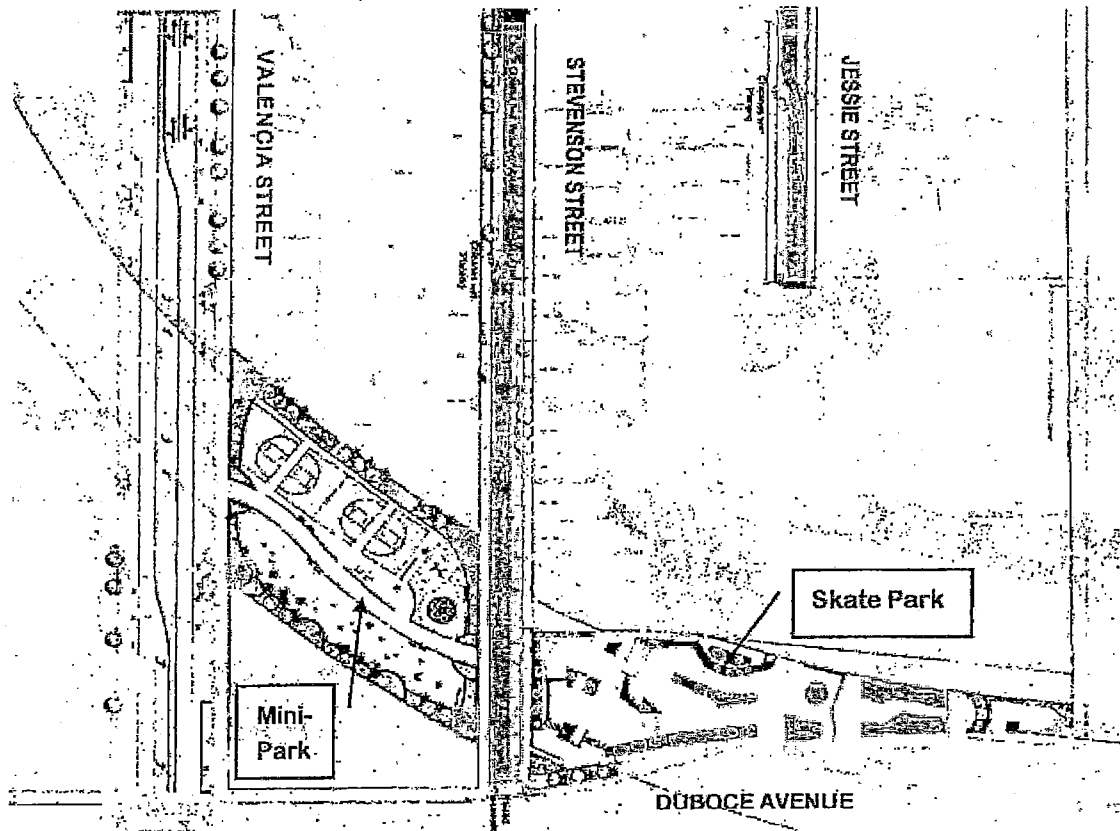 VALENCIA STREET
STEVENSON STREET
JESSIE STREET
Skate Park
Mini-
Park
DUBOCE AVENUE